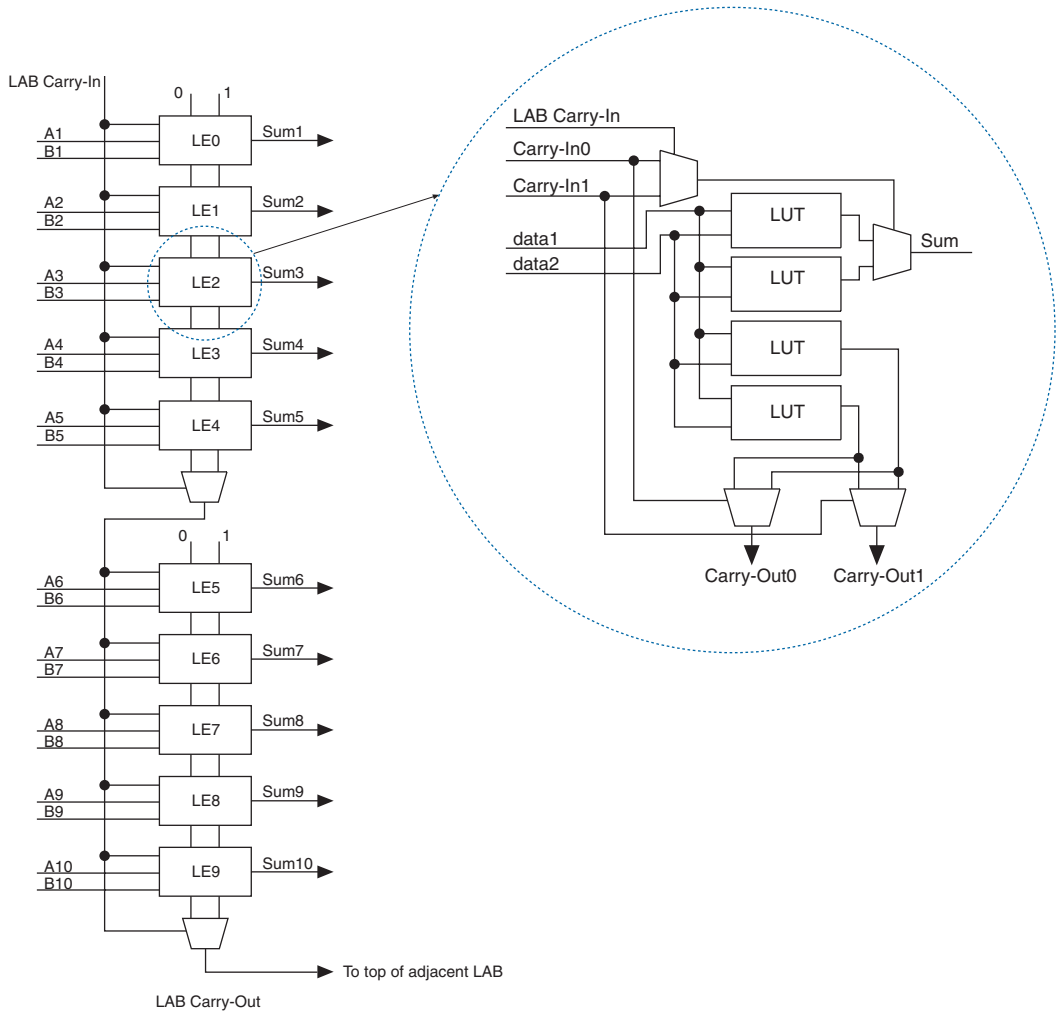 LAB Carry-In
0 1
A1
B1
LE0
Sum1
A2
B2
LE1
Sum2
A3
B3
LE2
Sum3
A4
B4
LE3
Sum4
A5
B5
LE4
Sum5
0 1
A6
B6
LE5
Sum6
A7
B7
LE6
Sum7
A8
B8
LE7
Sum8
A9
B9
LE8
Sum9
A10
B10
LE9
Sum10
To top of adjacent LAB
LAB Carry-Out
LAB Carry-In
Carry-In0
Carry-In1
data1
data2
LUT
LUT
LUT
LUT
Sum
Carry-Out0
Carry-Out1